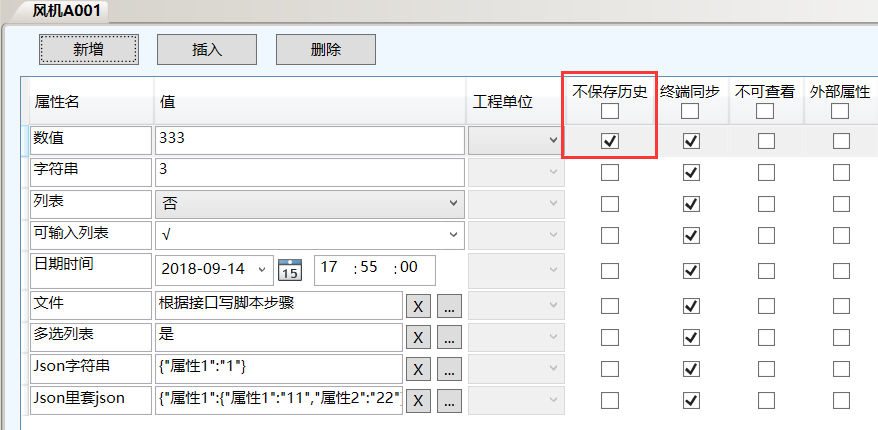 风机A001
新增 插入 删除
属性名 值 工程单位 不保存历史 终端同步 不可查看 外部属性
数值 333
字符串 3
列表 否
可输入列表 √
日期时间 2018-09-14 15 17 :55 :00
文件 根据接口写脚本步骤 X ...
多选列表 是 X ...
Json字符串 {"属性1":"1"} X ...
Json里套json {"属性1":{"属性1":"11","属性2":"22"} X ...